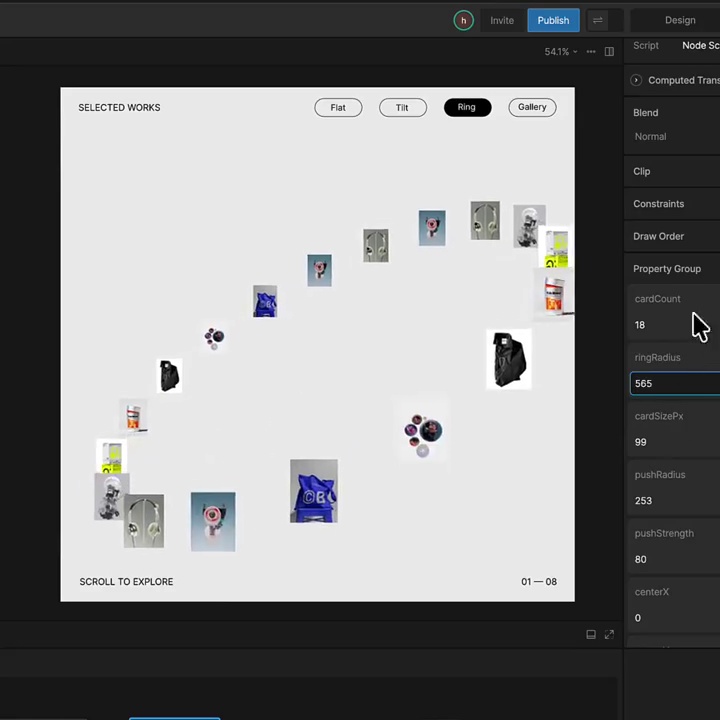 h Invite Publish Design
54.1%
Script Node Sc
Computed Trans
Blend
Normal
Clip
Constraints
Draw Order
Property Group
cardCount
18
ringRadius
565
cardSizePx
99
pushRadius
253
pushStrength
80
centerX
0
SELECTED WORKS Flat Tilt Ring Gallery
©B
SCROLL TO EXPLORE 01 — 08